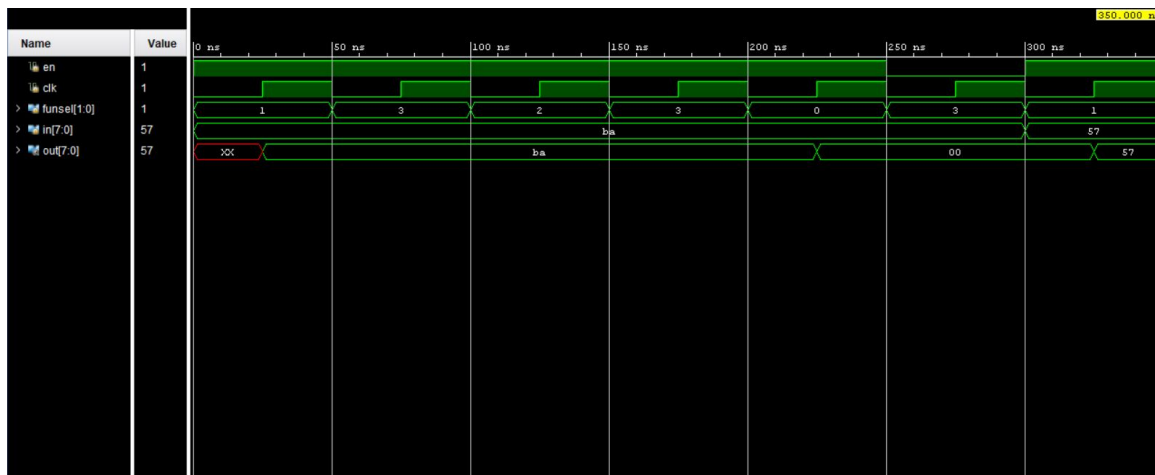 350.000 n
Name Value 0 ns 50 ns 100 ns 150 ns 200 ns 250 ns 300 ns
en 1
clk 1
funsel[1:0] 1 1 3 2 3 0 3 1
in[7:0] 57 ba 57
out[7:0] 57 XX ba 00 57